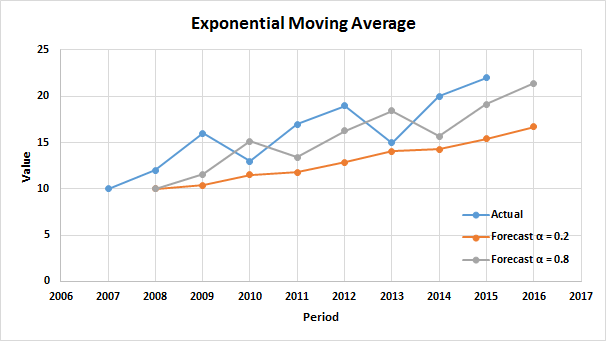 Exponential Moving Average
25
20
15
10
5
0
Value
2006 2007 2008 2009 2010 2011 2012 2013 2014 2015 2016 2017
Period
Actual
Forecast α = 0.2
Forecast α = 0.8